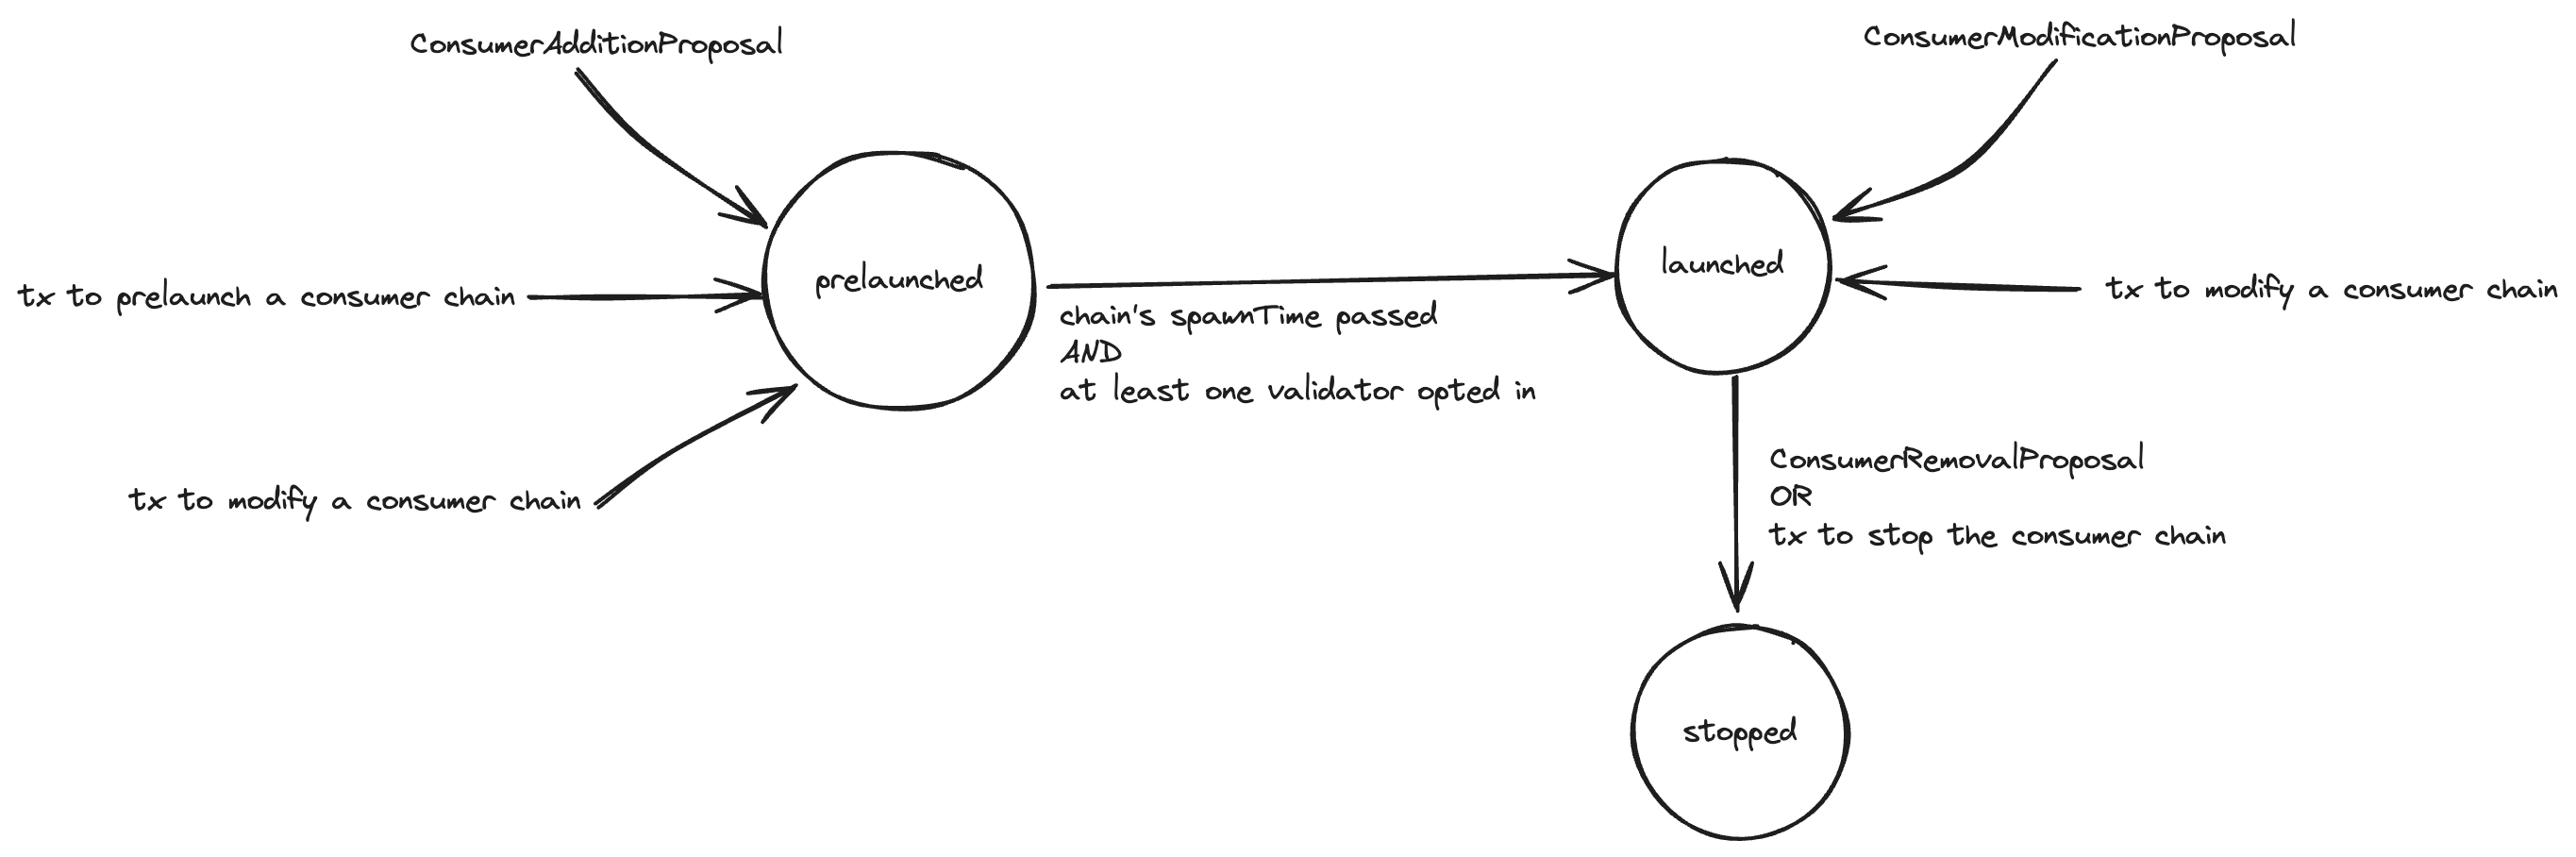 ConsumerAdditionProposal
ConsumerModificationProposal
prelaunched
launched
tx to prelaunch a consumer chain
tx to modify a consumer chain
chain's spawnTime passed
AND
at least one validator opted in
tx to modify a consumer chain
ConsumerRemovalProposal
OR
tx to stop the consumer chain
stopped